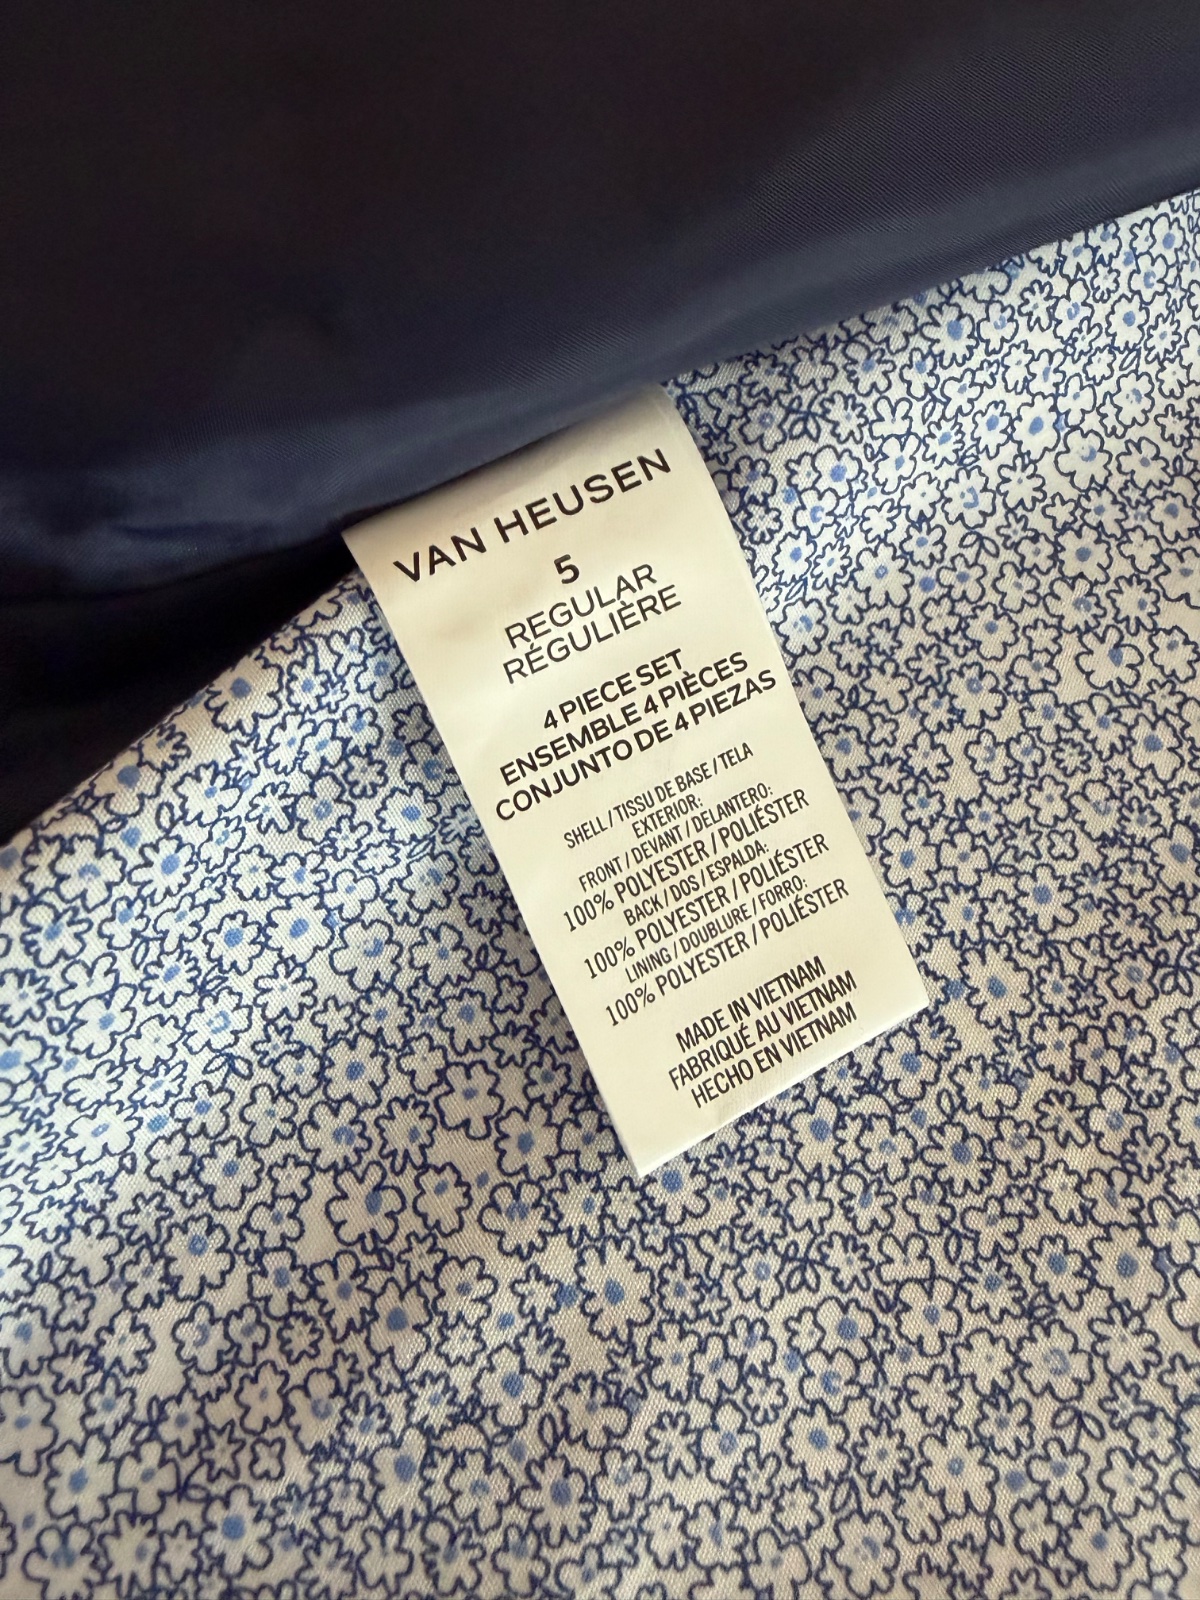 VAN HEUSEN
5
REGULAR
RÉGULIÈRE
4 PIECE SET
ENSEMBLE 4 PIÈCES
CONJUNTO DE 4 PIEZAS
SHELL / TISSU DE BASE / TELA
EXTERIOR:
FRONT / DEVANT / DELANTERO:
100% POLYESTER / POLIÉSTER
BACK / DOS / ESPALDA:
100% POLYESTER / POLIÉSTER
LINING / DOUBLURE / FORRO:
100% POLYESTER / POLIÉSTER
MADE IN VIETNAM
FABRIQUÉ AU VIETNAM
HECHO EN VIETNAM